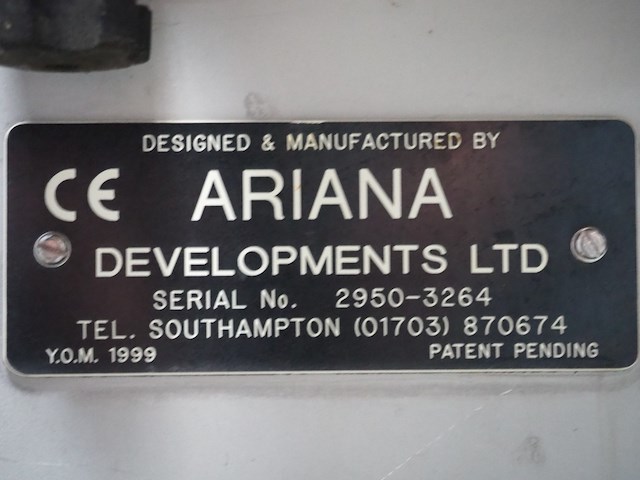 DESIGNED & MANUFACTURED BY
CE ARIANA
DEVELOPMENTS LTD
SERIAL No. 2950-3264
TEL. SOUTHAMPTON (01703) 870674
Y.O.M. 1999 PATENT PENDING